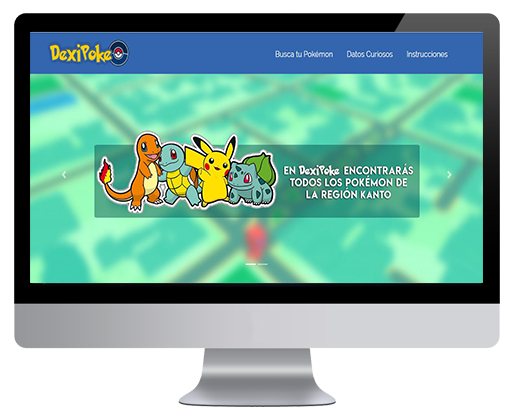 DexiPoke
Busca tu Pokémon Datos Curiosos Instrucciones
EN DexiPoke ENCONTRARÁS
TODOS LOS POKÉMON DE
LA REGIÓN KANTO